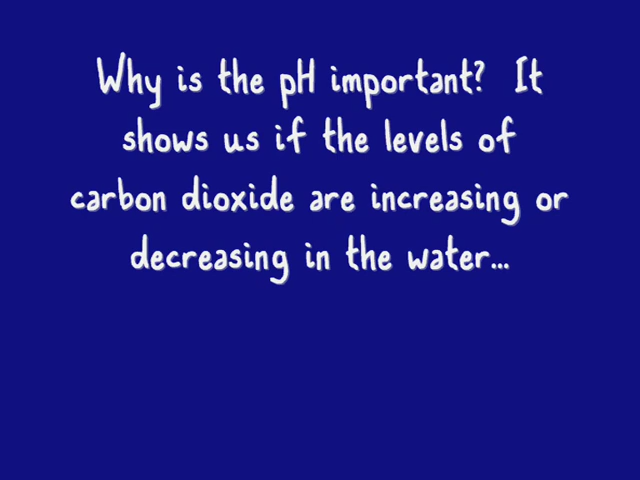 Why is the pH important? It
shows us if the levels of
carbon dioxide are increasing or
decreasing in the water...